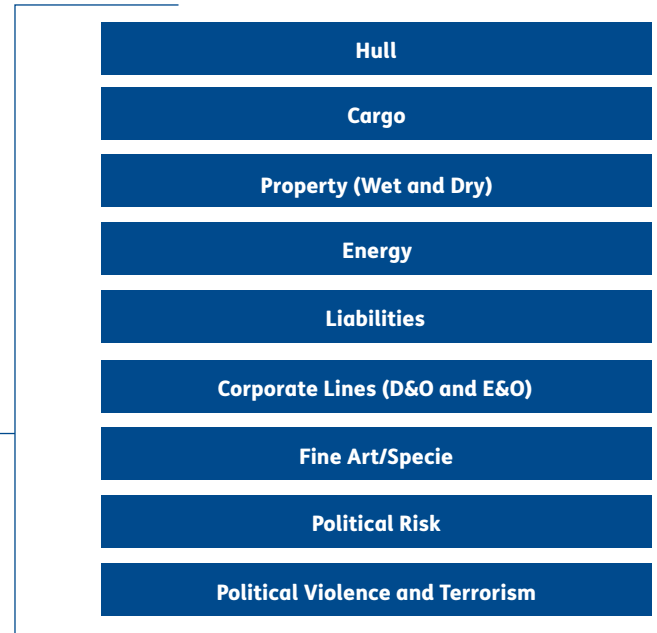 Hull
Cargo
Property (Wet and Dry)
Energy
Liabilities
Corporate Lines (D&O and E&O)
Fine Art/Specie
Political Risk
Political Violence and Terrorism